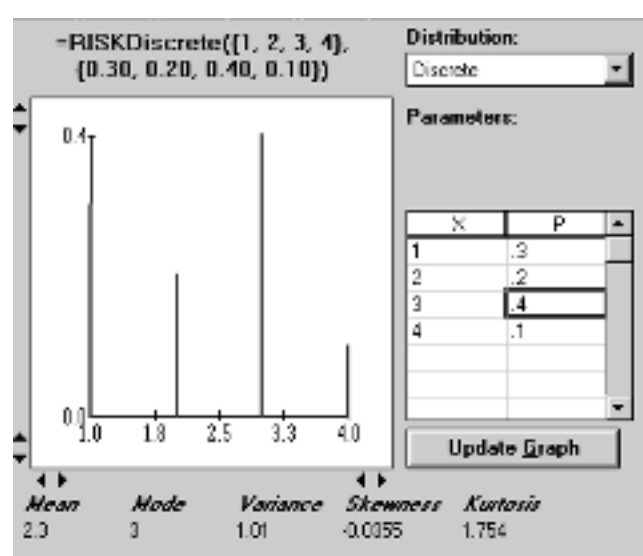 =RISKDiscrete({1, 2, 3, 4},
{0.30, 0.20, 0.40, 0.10})
Distribution:
Discrete
Parameters:
X P
1 .3
2 .2
3 .4
4 .1
Update Graph
0.4
0.0
1.0 1.8 2.5 3.3 4.0
Mean Mode Variance Skewness Kurtosis
2.3 3 1.01 -0.0355 1.754